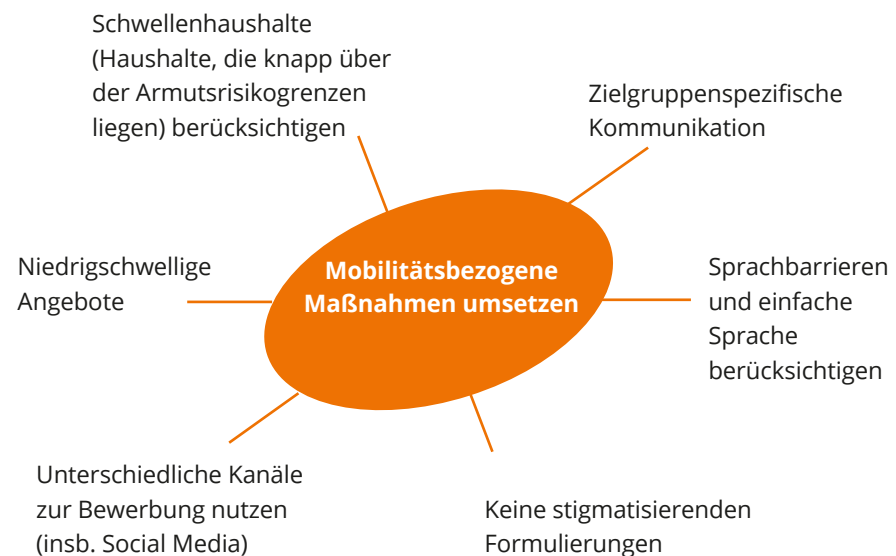 Schwellenhaushalte
(Haushalte, die knapp über
der Armutsrisikogrenzen
liegen) berücksichtigen
Zielgruppenspezifische
Kommunikation
Niedrigschwellige
Angebote
Mobilitätsbezogene
Maßnahmen umsetzen
Sprachbarrieren
und einfache
Sprache
berücksichtigen
Unterschiedliche Kanäle
zur Bewerbung nutzen
(insb. Social Media)
Keine stigmatisierenden
Formulierungen